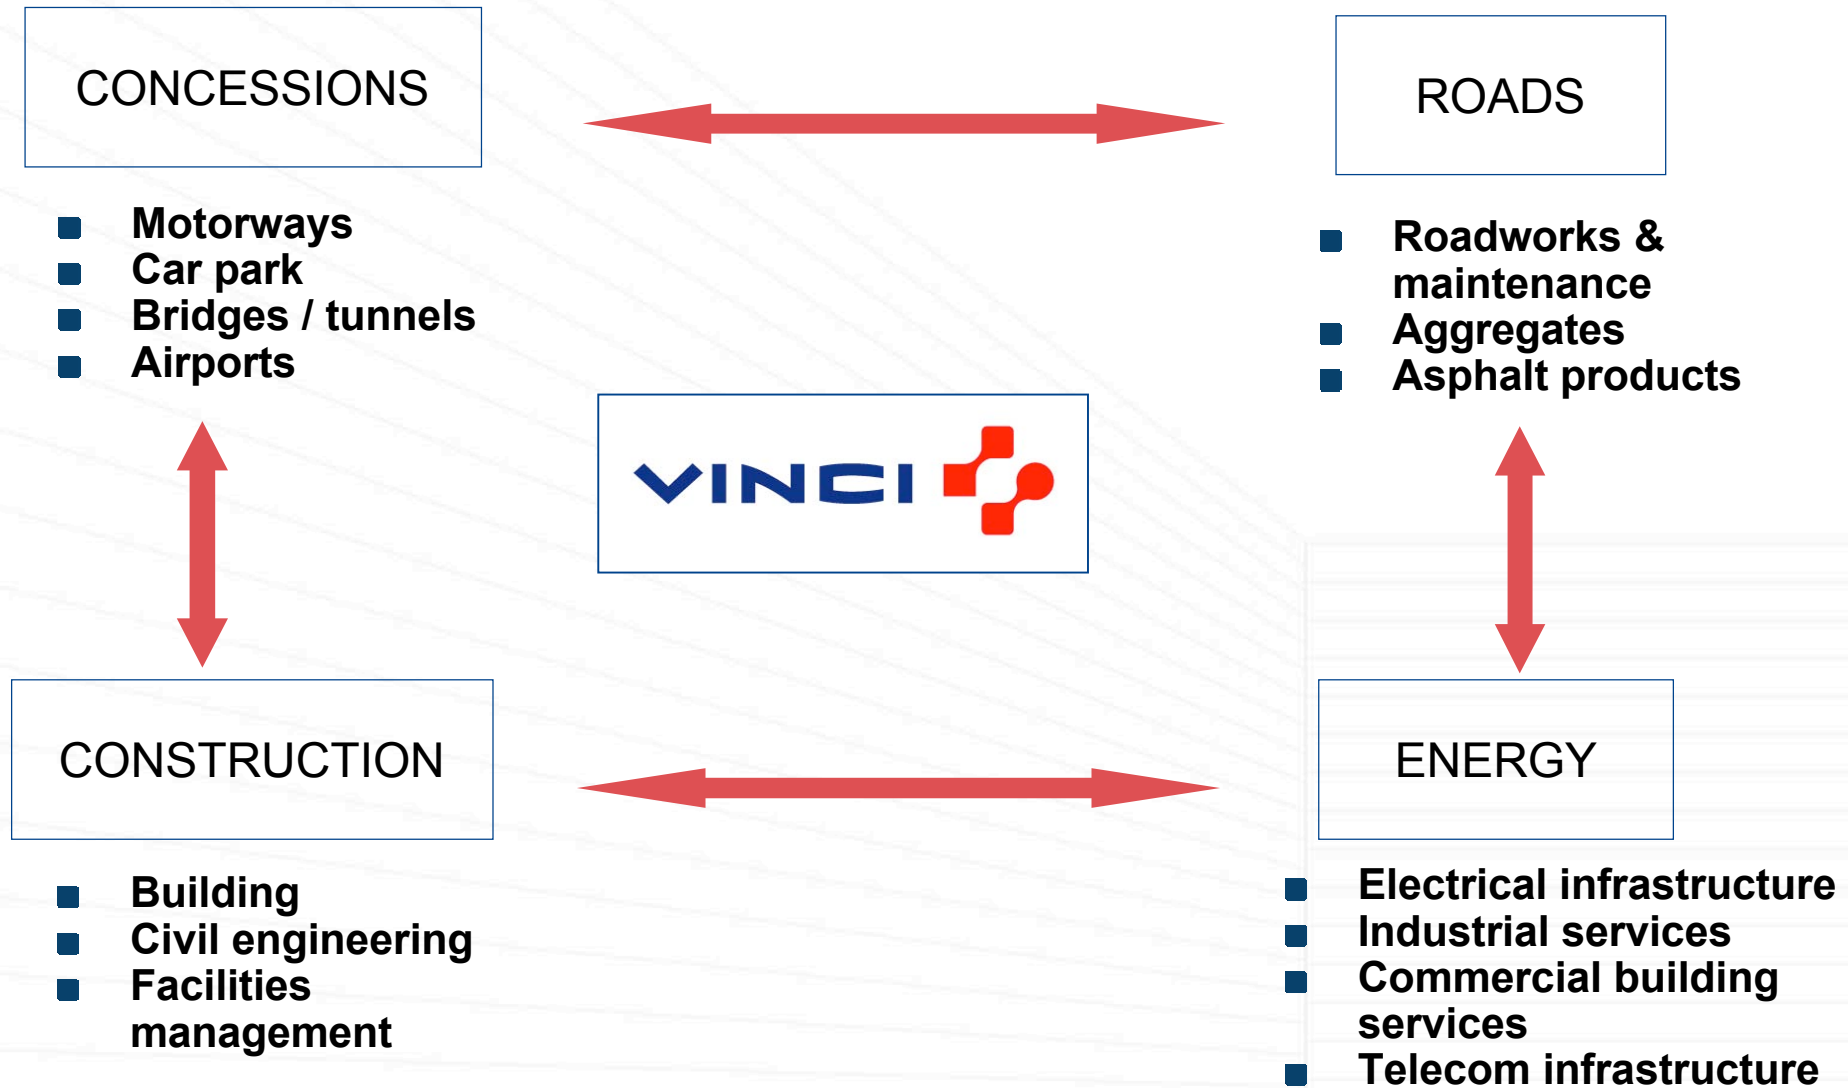 CONCESSIONS
Motorways
Car park
Bridges / tunnels
Airports
ROADS
Roadworks &
maintenance
Aggregates
Asphalt products
VINCI
CONSTRUCTION
Building
Civil engineering
Facilities
management
ENERGY
Electrical infrastructure
Industrial services
Commercial building
services
Telecom infrastructure